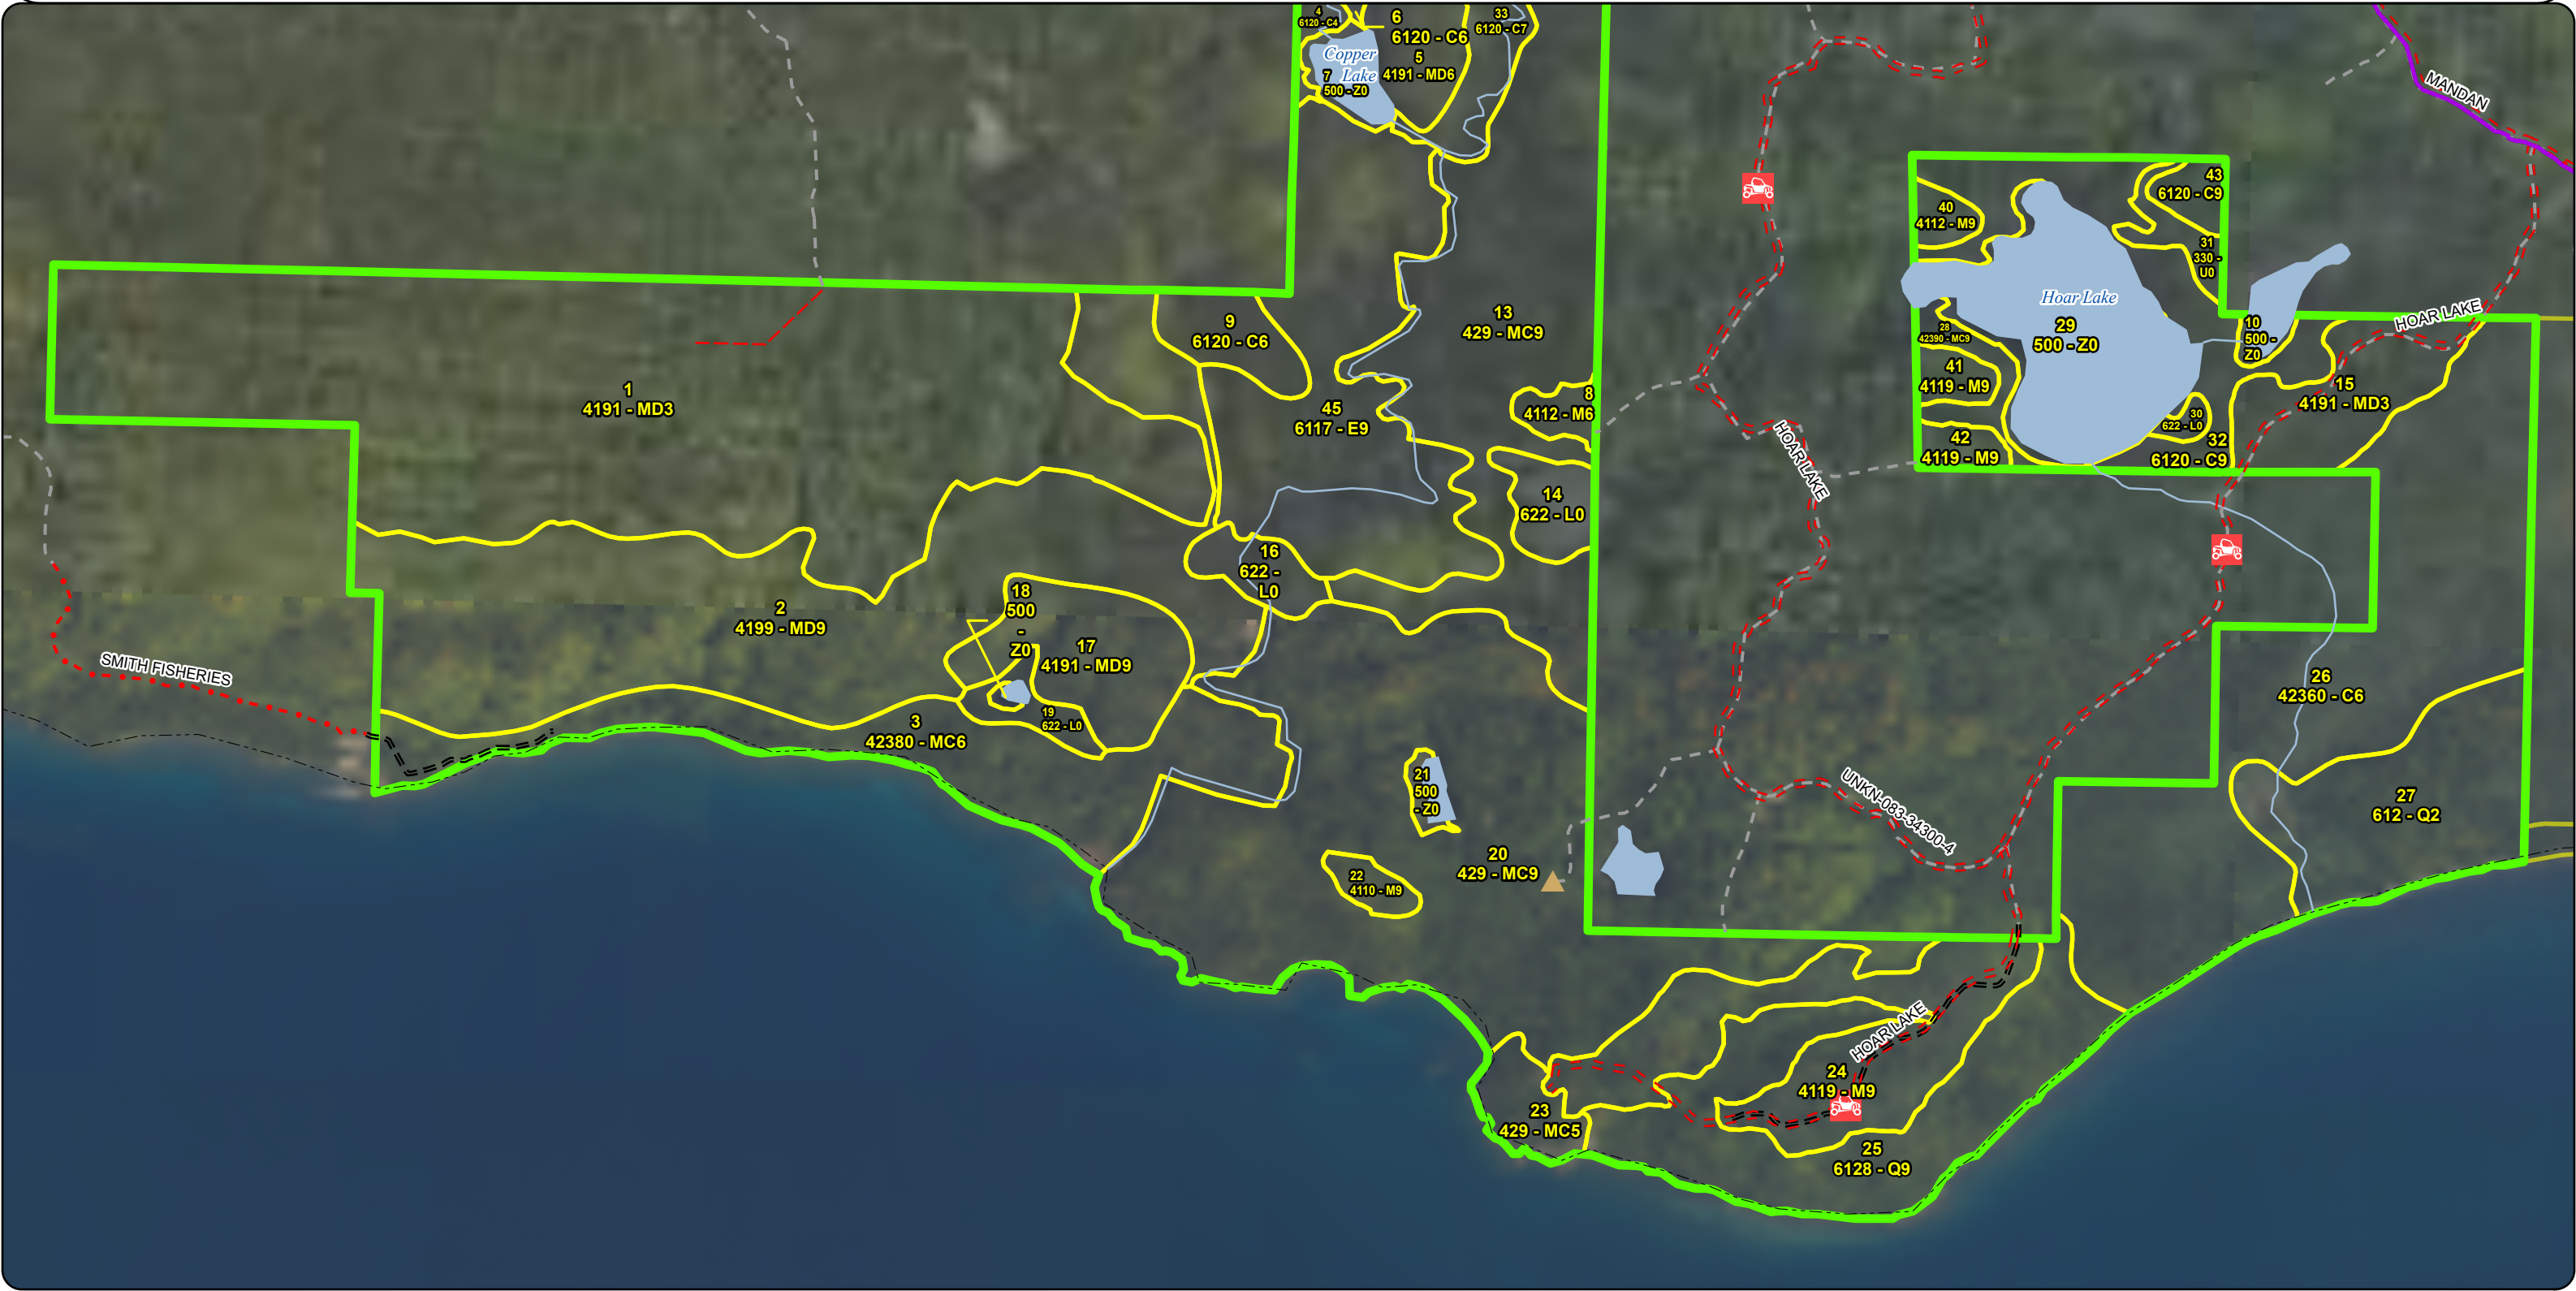 4
6120 - C4
6
6120 - C6
33
6120 - C7
5
4191 - MD6
Copper
Lake
7
500 - Z0
MANDAN
43
6120 - C9
40
4112 - M9
31
330 -
U0
Hoar Lake
29
500 - Z0
10
500 -
Z0
HOAR LAKE
28
42390 - MC9
41
4119 - M9
15
4191 - MD3
30
622 - L0
42
4119 - M9
32
6120 - C9
9
6120 - C6
13
429 - MC9
1
4191 - MD3
45
6117 - E9
8
4112 - M6
HOAR LAKE
14
622 - L0
16
622 -
L0
2
4199 - MD9
18
500
-
Z0
17
4191 - MD9
SMITH FISHERIES
19
622 - L0
3
42380 - MC6
26
42360 - C6
21
500
- Z0
27
612 - Q2
UNKN-083-34300-4
20
429 - MC9
22
4110 - M9
HOAR LAKE
24
4119 - M9
23
429 - MC5
25
6128 - Q9